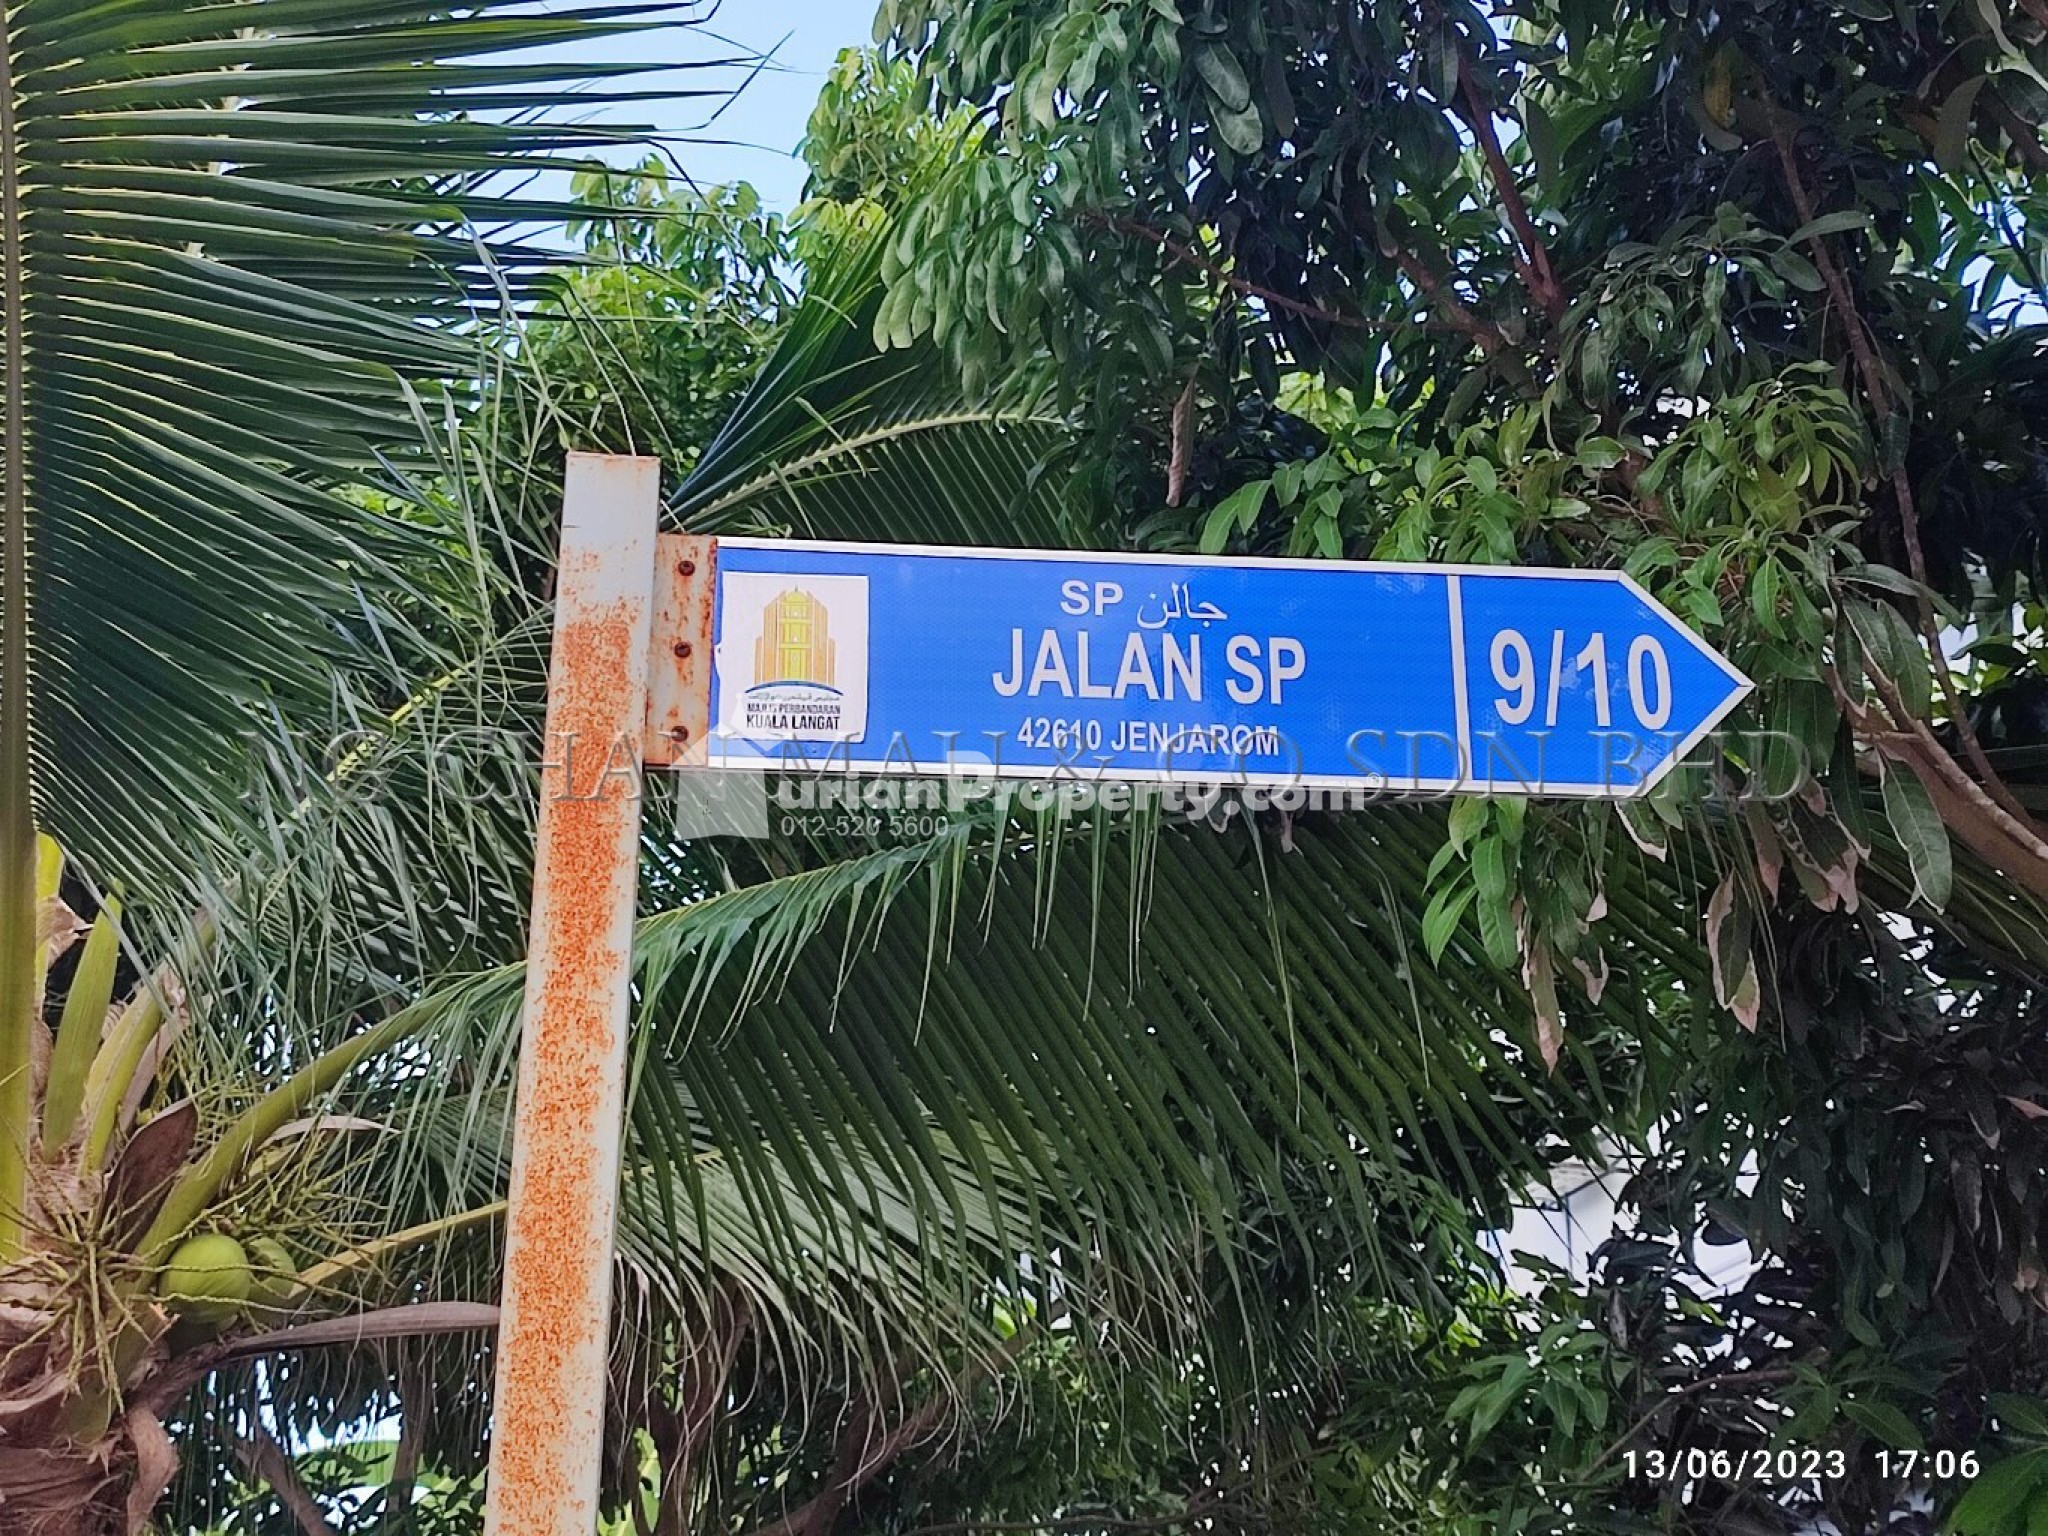 SP جالن
JALAN SP
42610 JENJAROM
9/10
MAJLIS PERBANDARAN
KUALA LANGAT
NG CHAN MAU & CO SDN BHD
DurianProperty.com
012-520 5600
13/06/2023 17:06